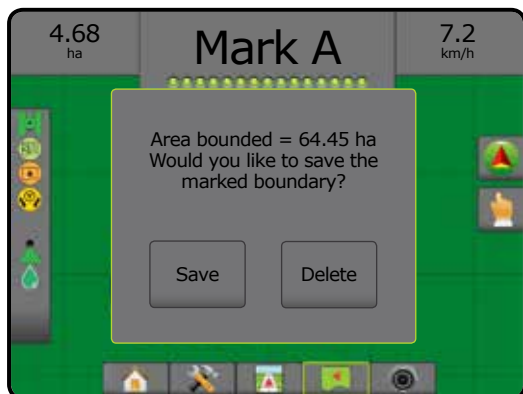 4.68
ha
Mark A
7.2
km/h
Area bounded = 64.45 ha
Would you like to save the
marked boundary?
Save
Delete